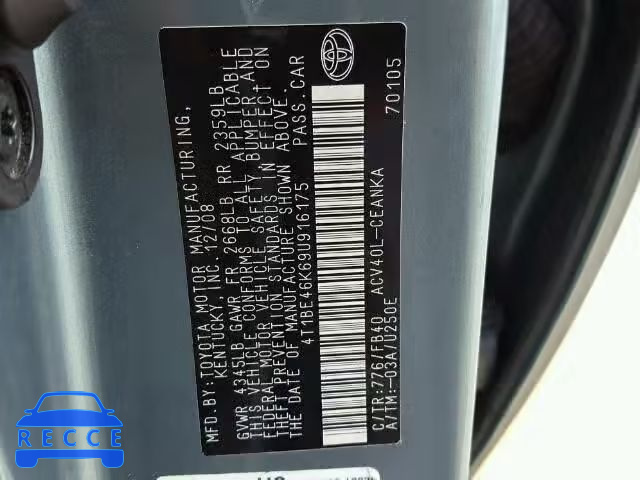 MFD.BY: TOYOTA MOTOR MANUFACTURING,
KENTUCKY, INC. 12/08
GVWR 4345LB GAWR FR 2668LB RR 2359LB
THIS VEHICLE CONFORMS TO ALL APPLICABLE
FEDERAL MOTOR VEHICLE SAFETY, BUMPER, AND
THEFT PREVENTION STANDARDS IN EFFECT ON
THE DATE OF MANUFACTURE SHOWN ABOVE.
4T1BE46K69U916175 PASS.CAR
C/TR:776/FB40 ACV40L-CEANKA
A/TM:-03A/U250E
70105
RECCE